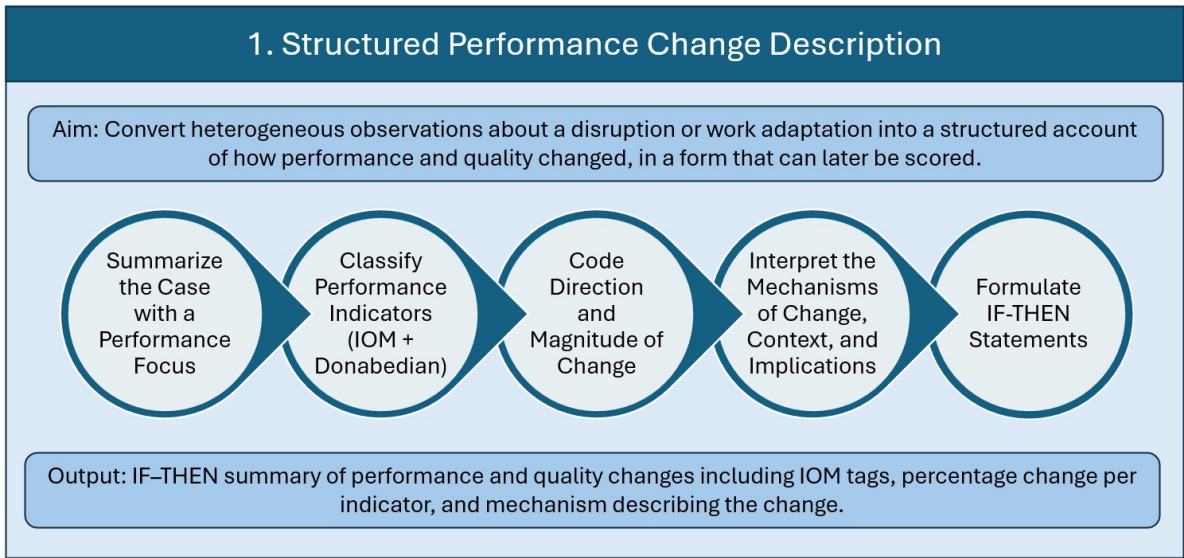 1. Structured Performance Change Description
Aim: Convert heterogeneous observations about a disruption or work adaptation into a structured account
of how performance and quality changed, in a form that can later be scored.
Summarize
the Case
with a
Performance
Focus
Classify
Performance
Indicators
(IOM +
Donabedian)
Code
Direction
and
Magnitude of
Change
Interpret the
Mechanisms
of Change,
Context, and
Implications
Formulate
IF-THEN
Statements
Output: IF–THEN summary of performance and quality changes including IOM tags, percentage change per
indicator, and mechanism describing the change.